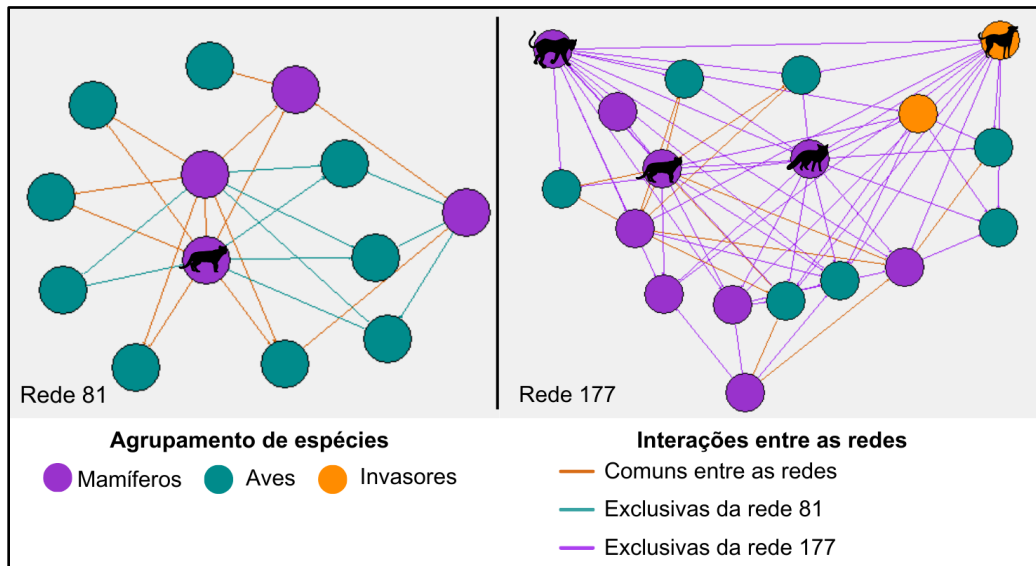 Rede 81
Rede 177
Agrupamento de espécies
Mamíferos
Aves
Invasores
Interações entre as redes
Comuns entre as redes
Exclusivas da rede 81
Exclusivas da rede 177